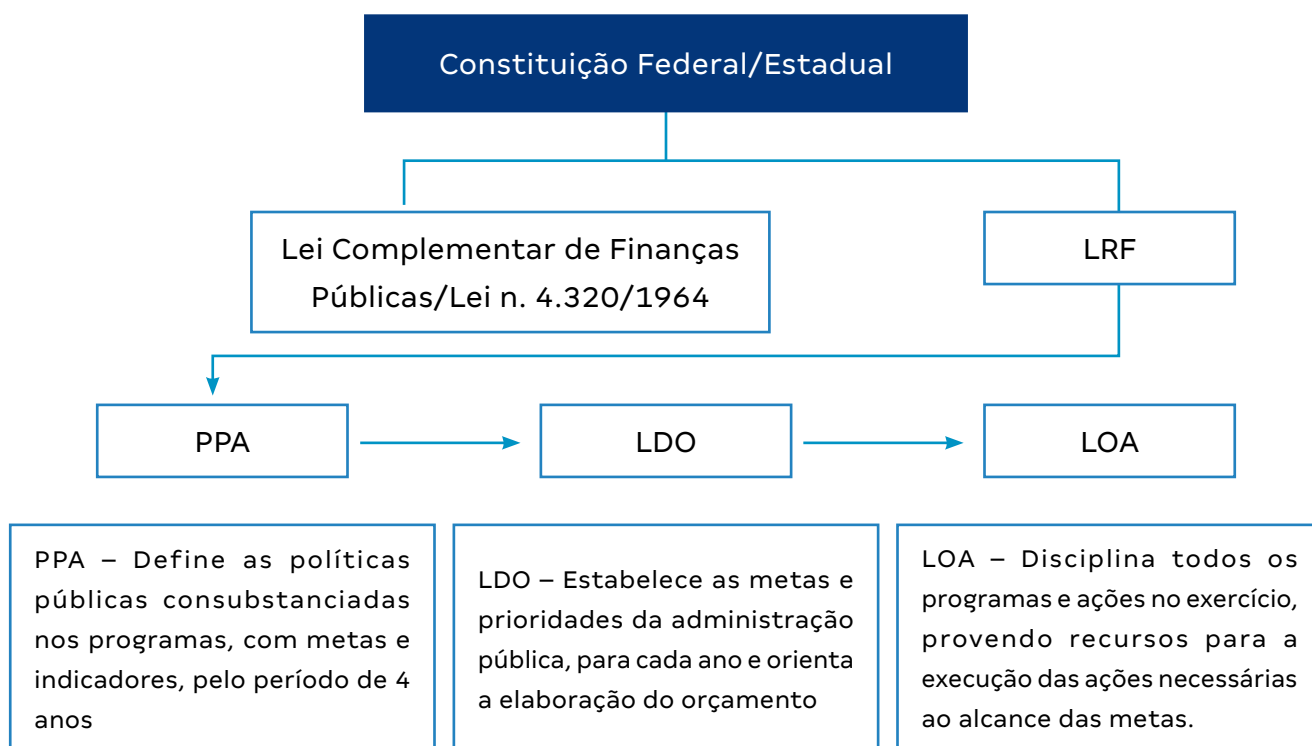 Constituição Federal/Estadual
Lei Complementar de Finanças
Públicas/Lei n. 4.320/1964
LRF
PPA
LDO
LOA
PPA – Define as políticas
públicas consubstanciadas
nos programas, com metas e
indicadores, pelo período de 4
anos
LDO – Estabelece as metas e
prioridades da administração
pública, para cada ano e orienta
a elaboração do orçamento
LOA – Disciplina todos os
programas e ações no exercício,
provendo recursos para a
execução das ações necessárias
ao alcance das metas.